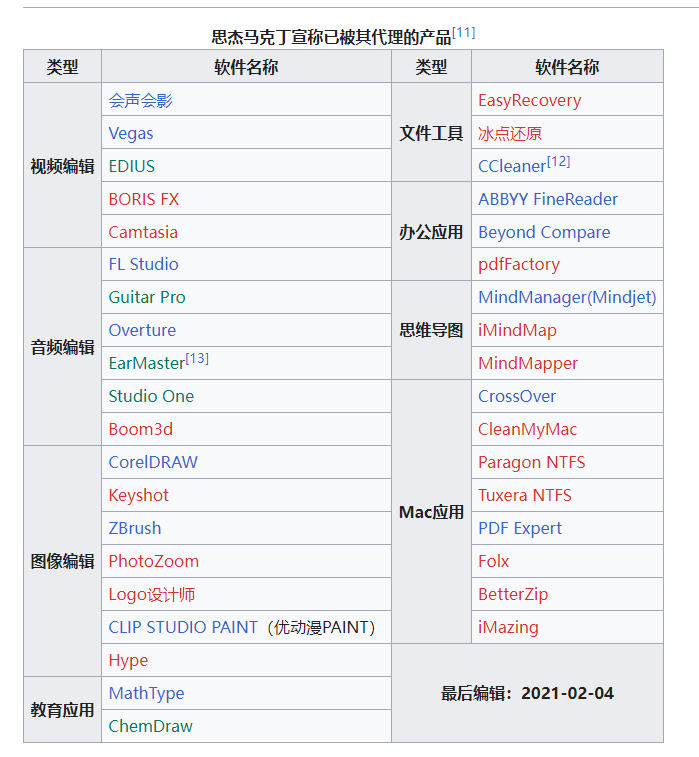 思杰马克丁宣称已被其代理的产品[11]
类型 软件名称 类型 软件名称
视频编辑
会声会影
Vegas
EDIUS
BORIS FX
Camtasia
音频编辑
FL Studio
Guitar Pro
Overture
EarMaster[13]
Studio One
Boom3d
图像编辑
CorelDRAW
Keyshot
ZBrush
PhotoZoom
Logo设计师
CLIP STUDIO PAINT（优动漫PAINT）
Hype
教育应用
MathType
ChemDraw
文件工具
EasyRecovery
冰点还原
CCleaner[12]
办公应用
ABBYY FineReader
Beyond Compare
pdfFactory
思维导图
MindManager(Mindjet)
iMindMap
MindMapper
Mac应用
CrossOver
CleanMyMac
Paragon NTFS
Tuxera NTFS
PDF Expert
Folx
BetterZip
iMazing
最后编辑：2021-02-04